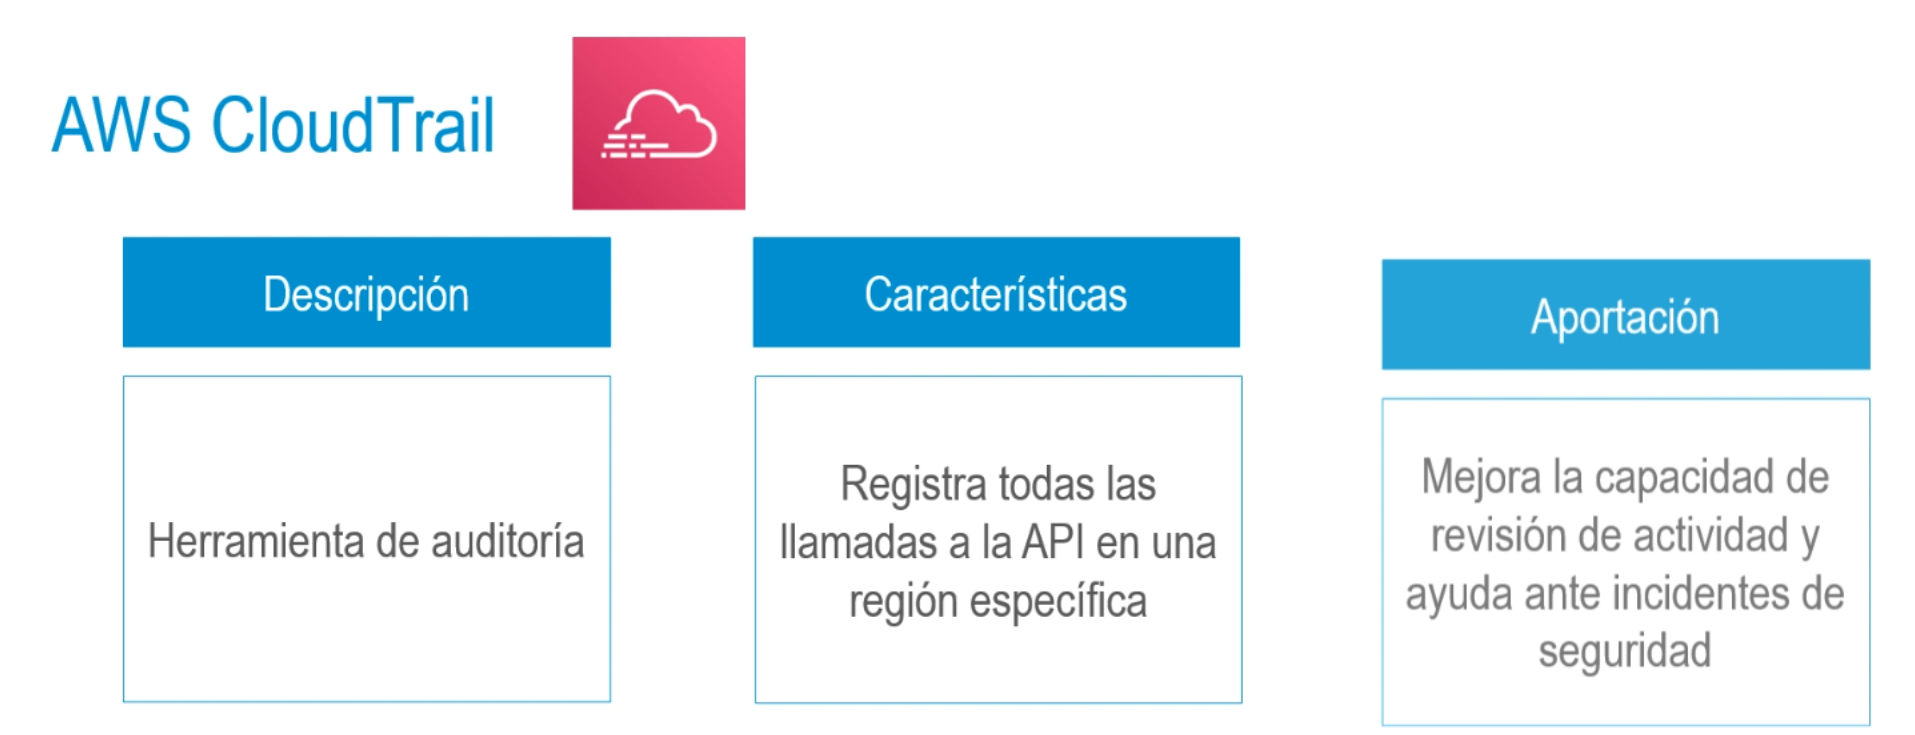 AWS CloudTrail
Descripción
Herramienta de auditoría
Características
Registra todas las
llamadas a la API en una
región específica
Aportación
Mejora la capacidad de
revisión de actividad y
ayuda ante incidentes de
seguridad